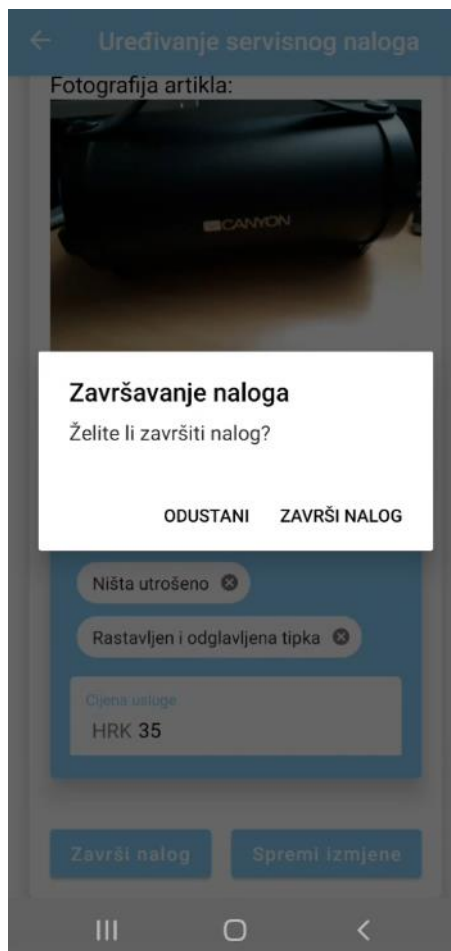 Uređivanje servisnog naloga
Fotografija artikla:
CANYON
Završavanje naloga
Želite li završiti nalog?
ODUSTANI ZAVRŠI NALOG
Ništa utrošeno
Rastavljen i odglavljena tipka
Cijena usluge
HRK 35
Završi nalog Spremi izmjene